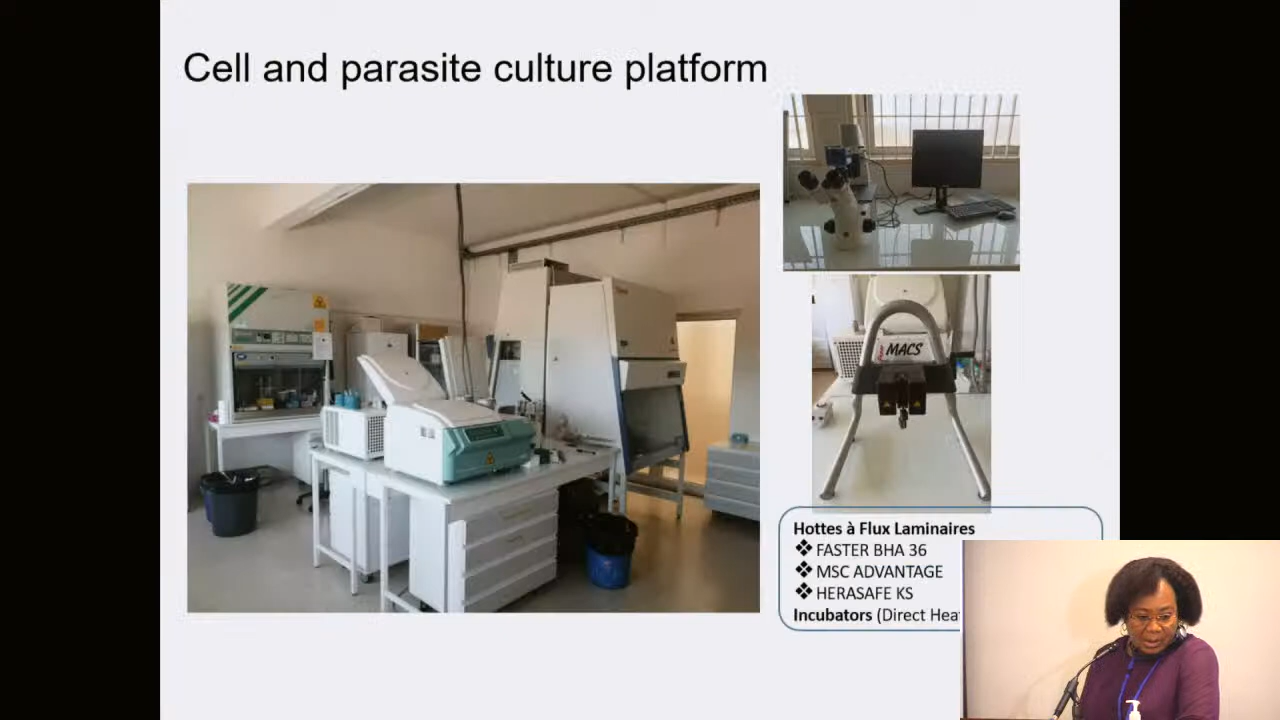 Cell and parasite culture platform
MACS
Hottes à Flux Laminaires
❖ FASTER BHA 36
❖ MSC ADVANTAGE
❖ HERASAFE KS
Incubators (Direct Hea